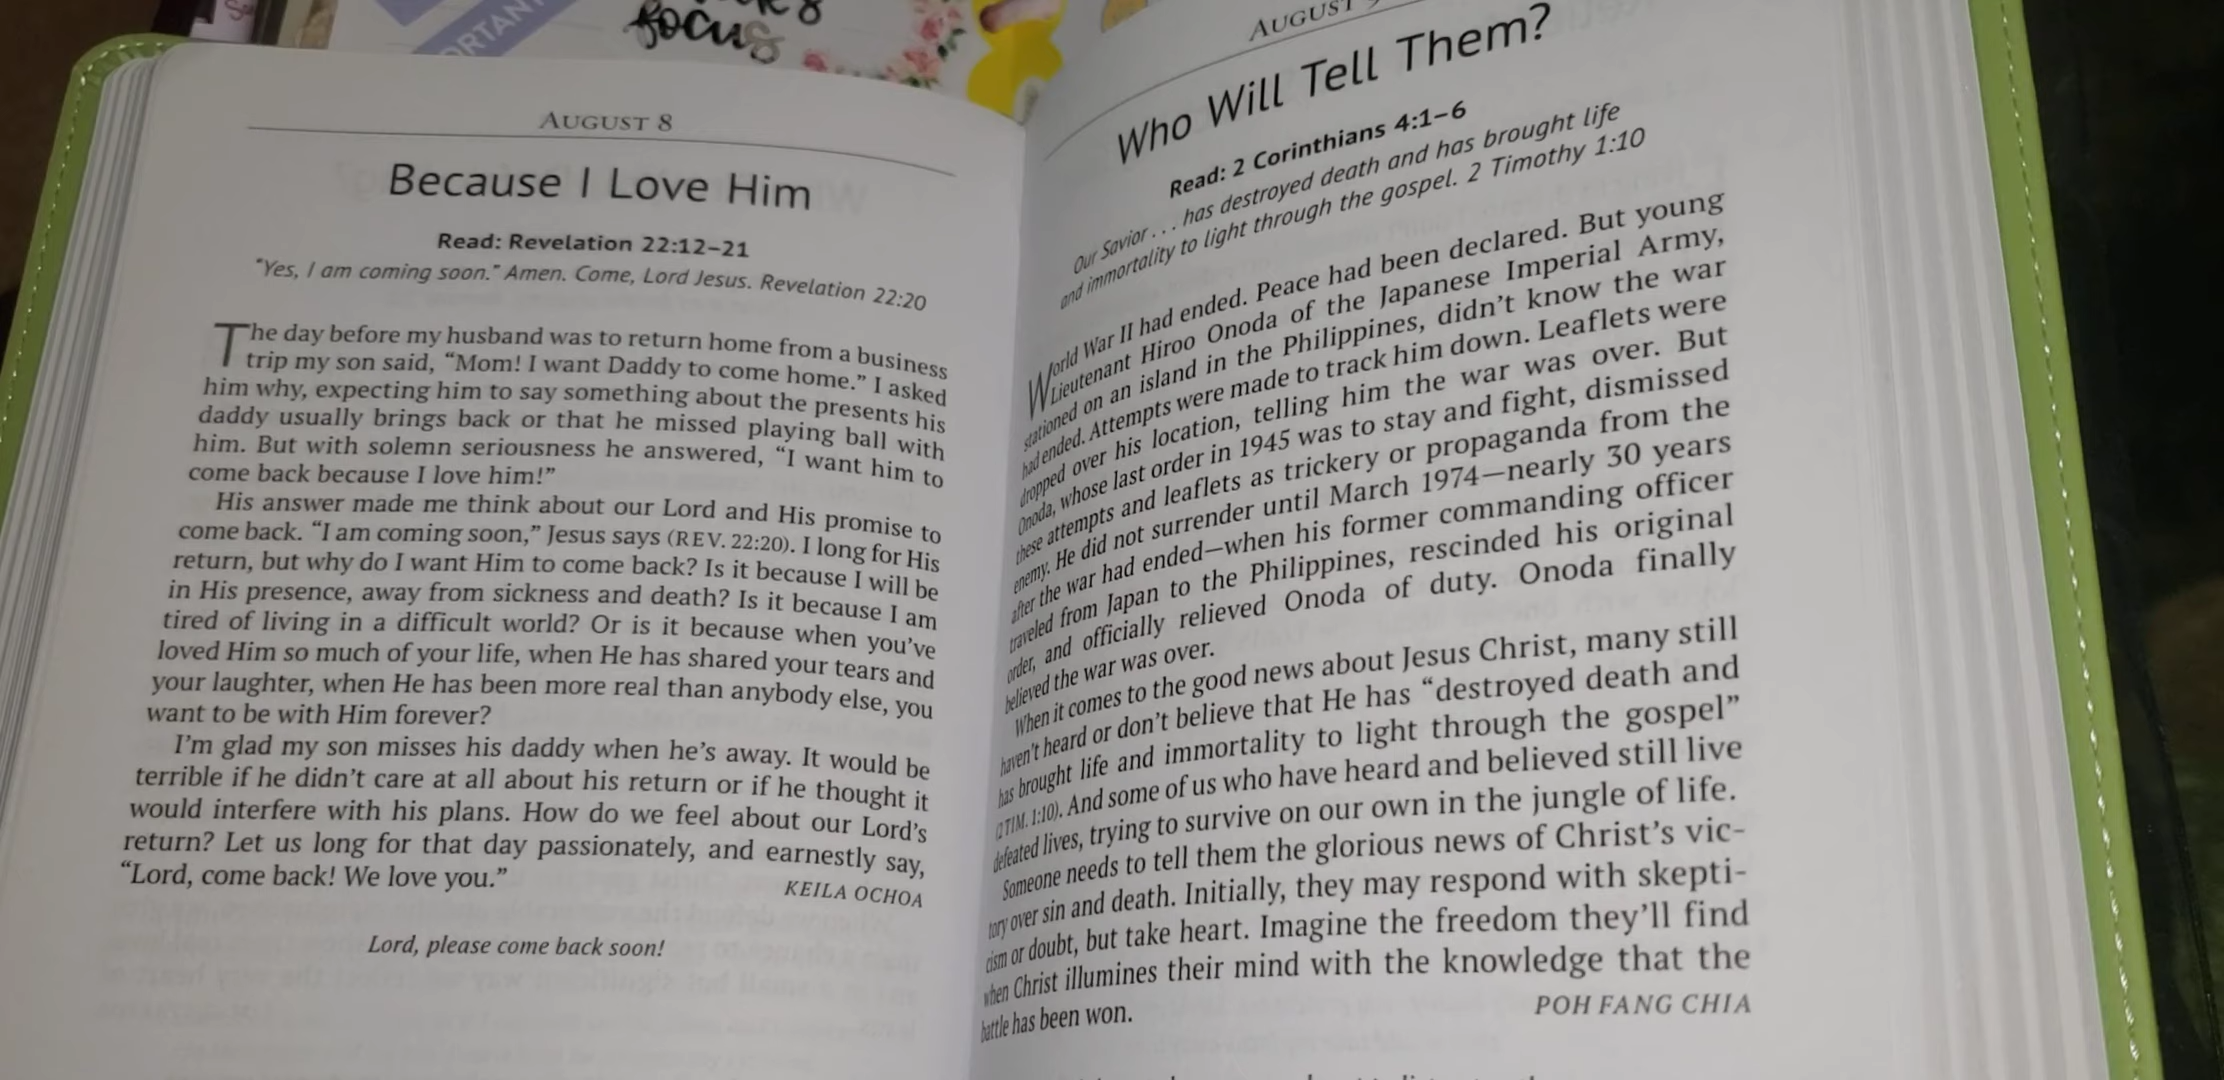 ORTANT
focus
AUGUST 8
Because I Love Him
Read: Revelation 22:12–21
"Yes, I am coming soon." Amen. Come, Lord Jesus. Revelation 22:20
The day before my husband was to return home from a business
trip my son said, “Mom! I want Daddy to come home.” I asked
him why, expecting him to say something about the presents his
daddy usually brings back or that he missed playing ball with
him. But with solemn seriousness he answered, “I want him to
come back because I love him!”
His answer made me think about our Lord and His promise to
come back. “I am coming soon,” Jesus says (REV. 22:20). I long for His
return, but why do I want Him to come back? Is it because I will be
in His presence, away from sickness and death? Is it because I am
tired of living in a difficult world? Or is it because when you’ve
loved Him so much of your life, when He has shared your tears and
your laughter, when He has been more real than anybody else, you
want to be with Him forever?
I’m glad my son misses his daddy when he’s away. It would be
terrible if he didn’t care at all about his return or if he thought it
would interfere with his plans. How do we feel about our Lord’s
return? Let us long for that day passionately, and earnestly say,
“Lord, come back! We love you.”
KEILA OCHOA
Lord, please come back soon!
AUGUST
Who Will Tell Them?
Read: 2 Corinthians 4:1–6
Our Savior . . . has destroyed death and has brought life
and immortality to light through the gospel. 2 Timothy 1:10
World War II had ended. Peace had been declared. But young
Lieutenant Hiroo Onoda of the Japanese Imperial Army,
stationed on an island in the Philippines, didn’t know the war
had ended. Attempts were made to track him down. Leaflets were
dropped over his location, telling him the war was over. But
Onoda, whose last order in 1945 was to stay and fight, dismissed
these attempts and leaflets as trickery or propaganda from the
enemy. He did not surrender until March 1974—nearly 30 years
after the war had ended—when his former commanding officer
traveled from Japan to the Philippines, rescinded his original
order, and officially relieved Onoda of duty. Onoda finally
believed the war was over.
When it comes to the good news about Jesus Christ, many still
haven’t heard or don’t believe that He has “destroyed death and
has brought life and immortality to light through the gospel”
(2 TIM. 1:10). And some of us who have heard and believed still live
defeated lives, trying to survive on our own in the jungle of life.
Someone needs to tell them the glorious news of Christ’s vic-
tory over sin and death. Initially, they may respond with skepti-
cism or doubt, but take heart. Imagine the freedom they’ll find
when Christ illumines their mind with the knowledge that the
battle has been won.
POH FANG CHIA